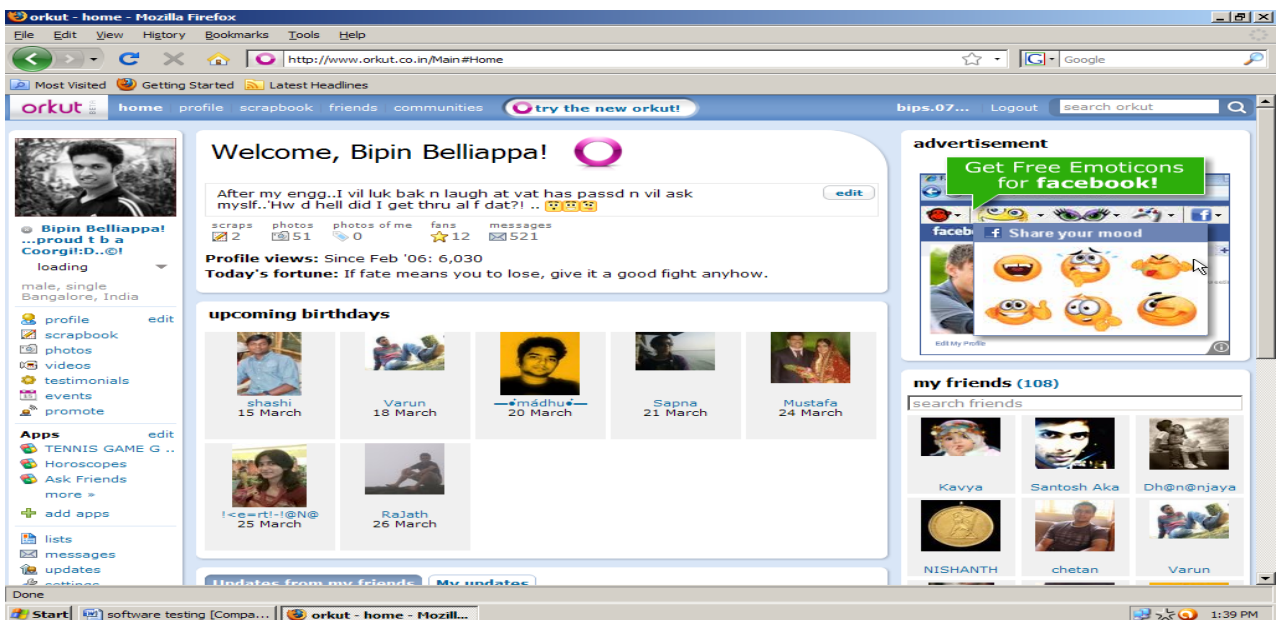 orkut - home - Mozilla Firefox
File Edit View History Bookmarks Tools Help
http://www.orkut.co.in/Main#Home
Google
Most Visited Getting Started Latest Headlines
orkut home profile scrapbook friends communities try the new orkut! bips.07... Logout search orkut
Bipin Belliappa!
...proud t b a
Coorgi!:D..©!
loading
male, single
Bangalore, India
profile edit
scrapbook
photos
videos
testimonials
events
promote
Apps edit
TENNIS GAME G ..
Horoscopes
Ask Friends
more »
add apps
lists
messages
updates
settings
Welcome, Bipin Belliappa!
After my engg..I vil luk bak n laugh at vat has passd n vil ask
myslf..'Hw d hell did I get thru al f dat?! ..
edit
scraps photos photos of me fans messages
2 51 0 12 521
Profile views: Since Feb '06: 6,030
Today's fortune: If fate means you to lose, give it a good fight anyhow.
upcoming birthdays
shashi Varun —•mádhu•— Sapna Mustafa
15 March 18 March 20 March 21 March 24 March
!<e=rt!-!@N@ RaJath
25 March 26 March
Updates from my friends My updates
advertisement
Get Free Emoticons
for facebook!
faceb
f Share your mood
Edit My Profile
my friends (108)
search friends
Kavya Santosh Aka Dh@n@njaya
NISHANTH chetan Varun
Done
Start software testing [Compa... orkut - home - Mozill... 1:39 PM